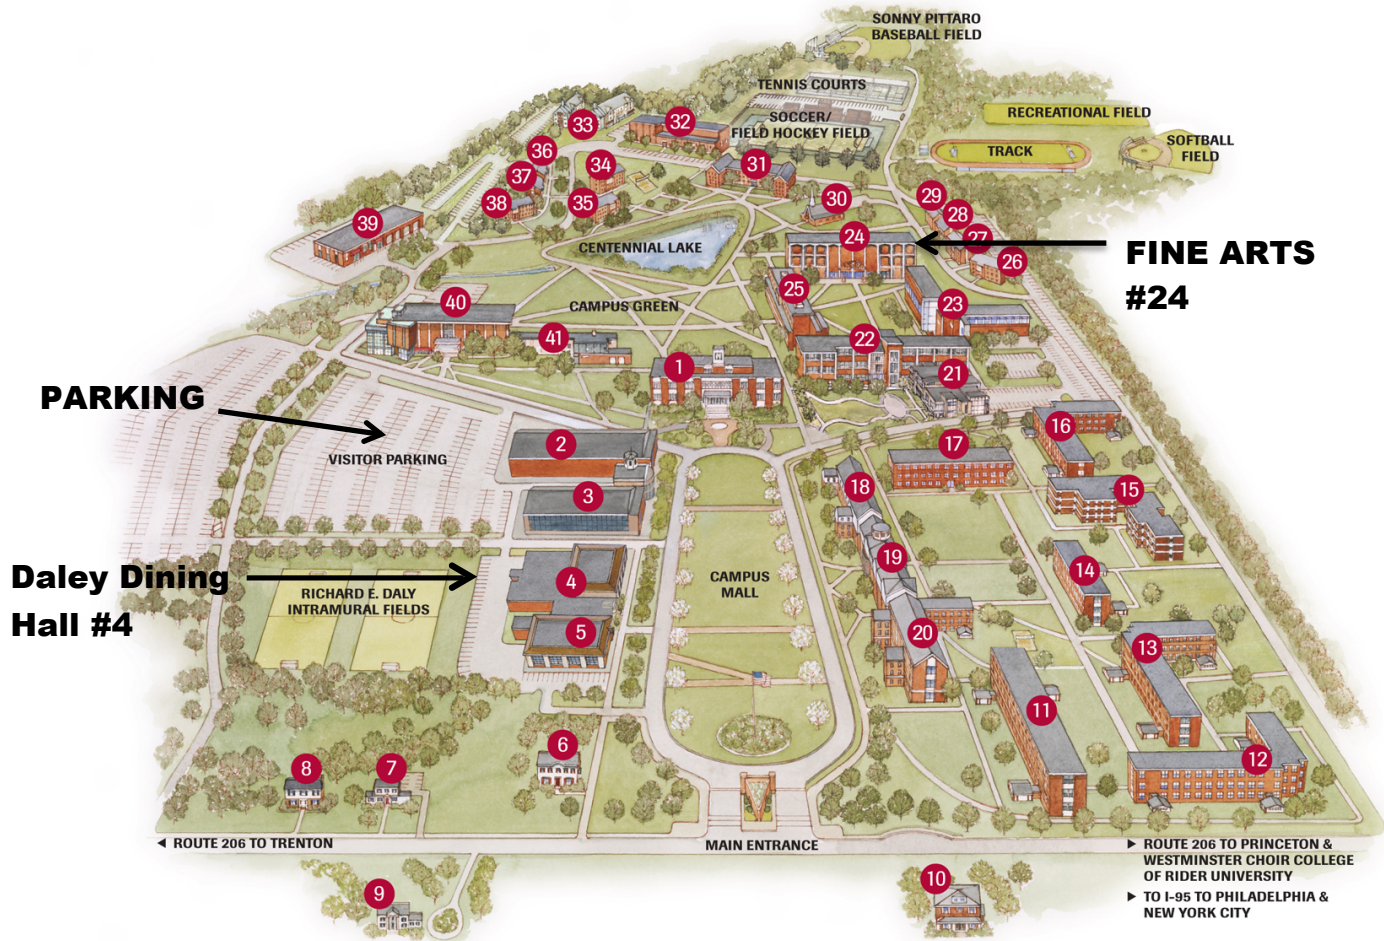 SONNY PITTARO
BASEBALL FIELD
TENNIS COURTS
SOCCER/
FIELD HOCKEY FIELD
RECREATIONAL FIELD
SOFTBALL
FIELD
TRACK
33
32
36
31
34
37
29
30
38
35
28
39
24
27
CENTENNIAL LAKE
26
FINE ARTS
#24
25
40
CAMPUS GREEN
23
41
22
1
21
PARKING
16
2
17
VISITOR PARKING
18
15
3
19
14
Daley Dining
Hall #4
4
CAMPUS
MALL
RICHARD E. DALY
INTRAMURAL FIELDS
5
20
13
11
6
12
8
7
◄ ROUTE 206 TO TRENTON
MAIN ENTRANCE
► ROUTE 206 TO PRINCETON &
WESTMINSTER CHOIR COLLEGE
OF RIDER UNIVERSITY
► TO I-95 TO PHILADELPHIA &
NEW YORK CITY
9
10